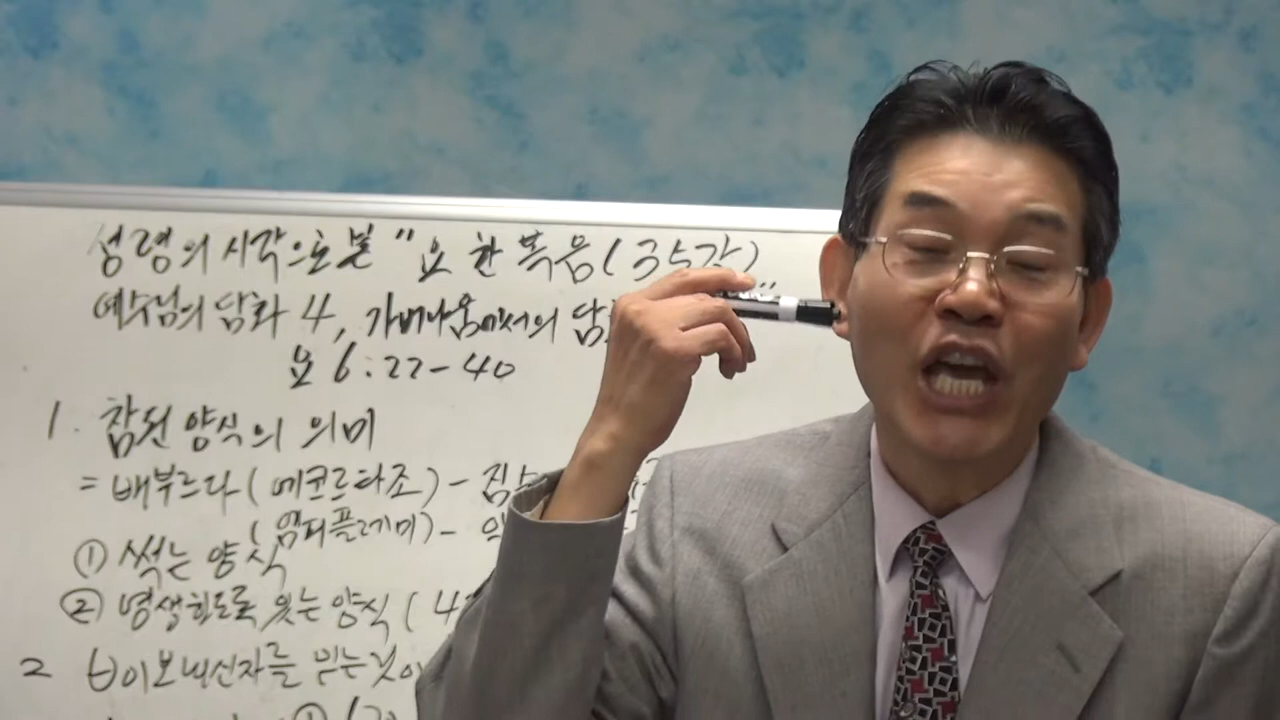 성령의 시각으로 본 "요한복음(35강)
예수님의 담화 4, 가버나움에서의 담
요 6:22-40
1. 참된 양식의 의미
= 배부르다(에코르타조)-짐
(엠피플레미)-
① 썩는 양식
② 영생하도록 있는 양식(
2 이 보내신 자를 믿는 것
①